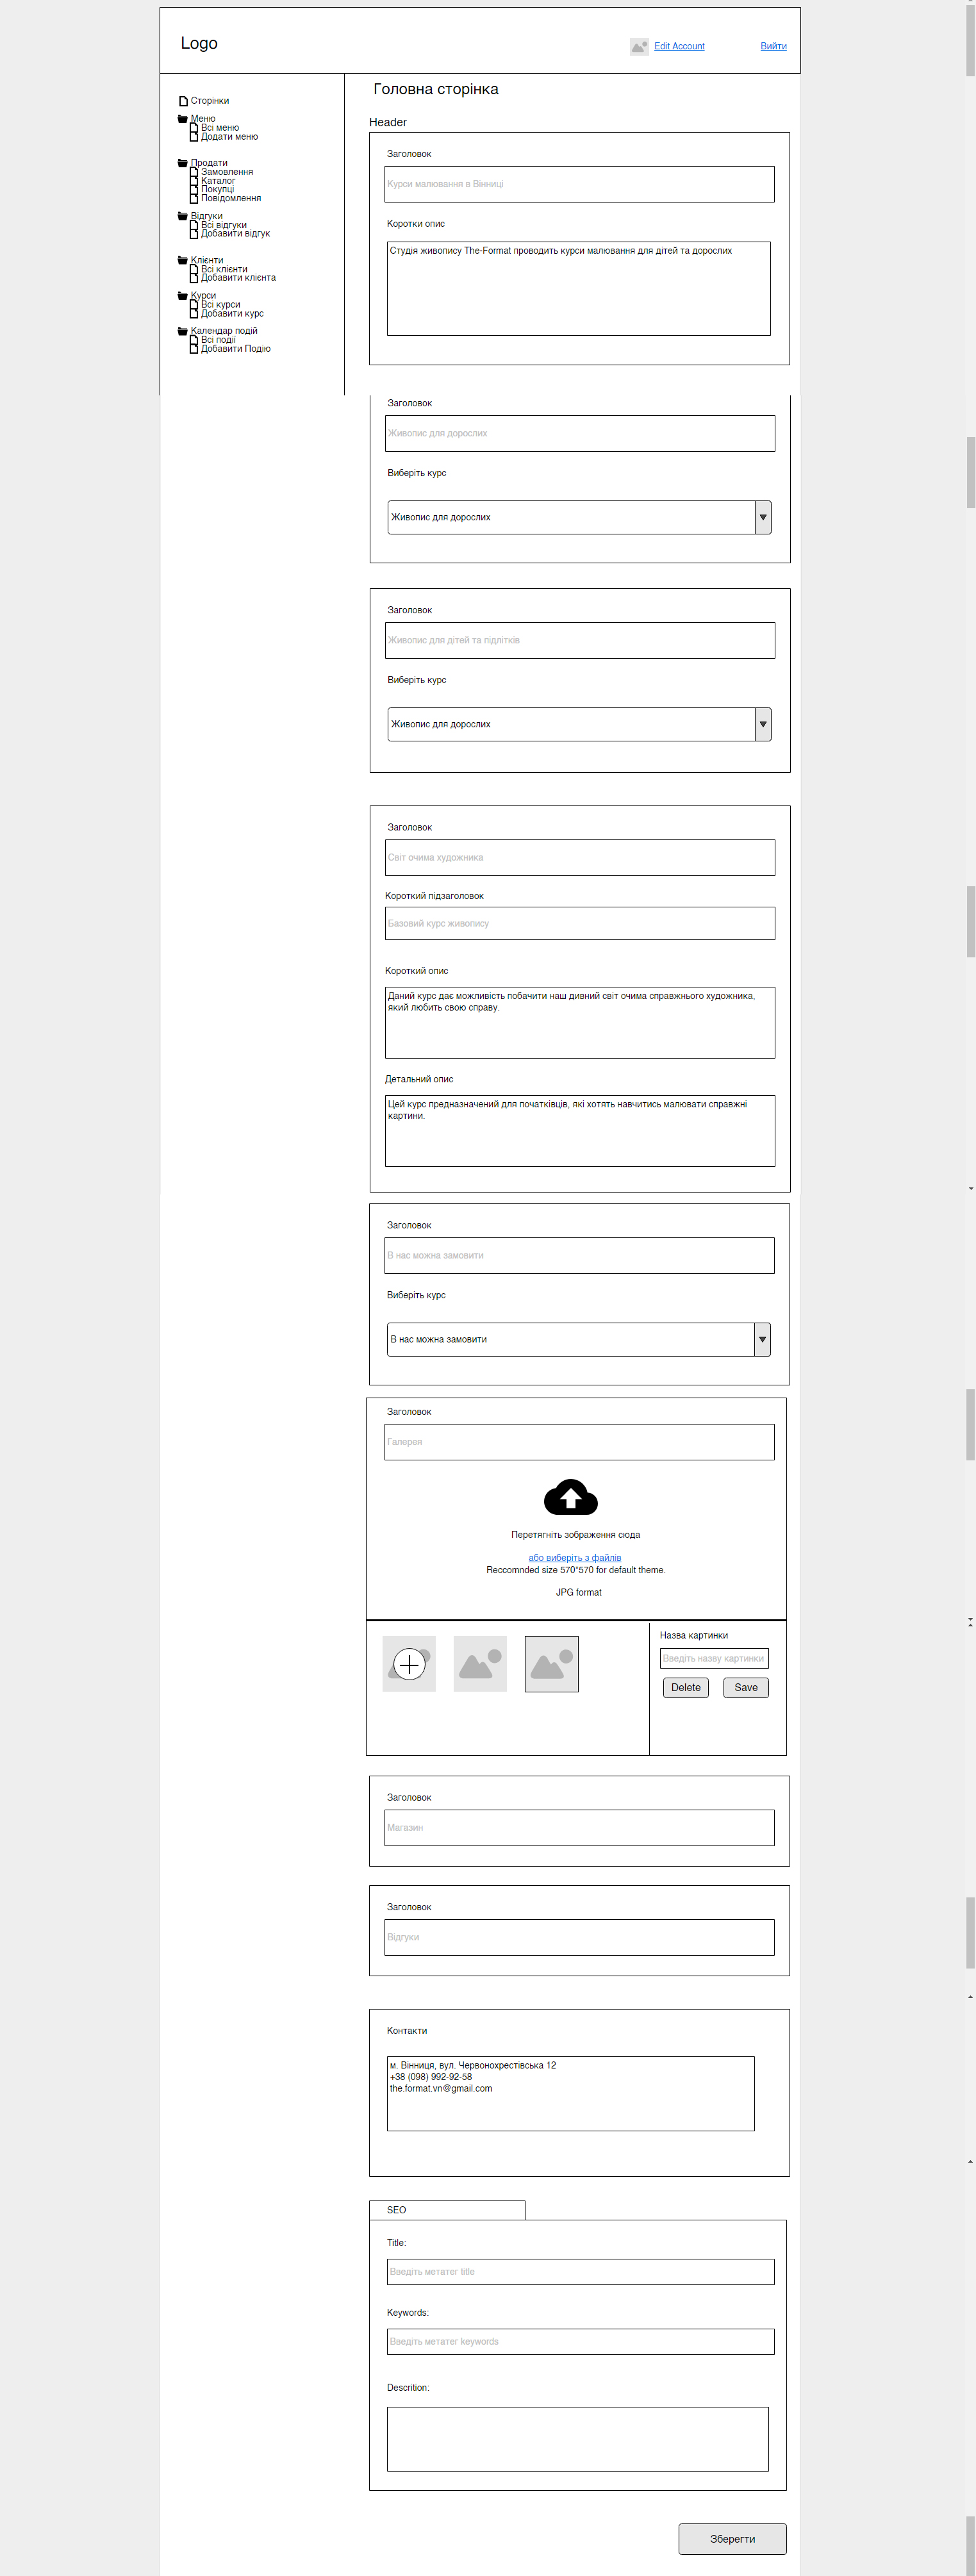 Logo
Edit Account
Вийти
Сторінки
Меню
Всі меню
Додати меню
Продати
Замовлення
Каталог
Покупці
Повідомлення
Відгуки
Всі відгуки
Добавити відгук
Клієнти
Всі клієнти
Добавити клієнта
Курси
Всі курси
Добавити курс
Календар подій
Всі події
Добавити Подію
Головна сторінка
Header
Заголовок
Курси малювання в Вінниці
Коротки опис
Студія живопису The-Format проводить курси малювання для дітей та дорослих
Заголовок
Живопис для дорослих
Виберіть курс
Живопис для дорослих
Заголовок
Живопис для дітей та підлітків
Виберіть курс
Живопис для дорослих
Заголовок
Світ очима художника
Короткий підзаголовок
Базовий курс живопису
Короткий опис
Даний курс дає можливість побачити наш дивний світ очима справжнього художника,
який любить свою справу.
Детальний опис
Цей курс предназначений для початківців, які хотять навчитись малювати справжні
картини.
Заголовок
В нас можна замовити
Виберіть курс
В нас можна замовити
Заголовок
Галерея
Перетягніть зображення сюда
або виберіть з файлів
Reccomnded size 570*570 for default theme.
JPG format
Назва картинки
Введіть назву картинки
Delete
Save
Заголовок
Магазин
Заголовок
Відгуки
Контакти
м. Вінниця, вул. Червонохрестівська 12
+38 (098) 992-92-58
the.format.vn@gmail.com
SEO
Title:
Введіть метатег title
Keywords:
Введіть метатег keywords
Descrition:
Зберегти